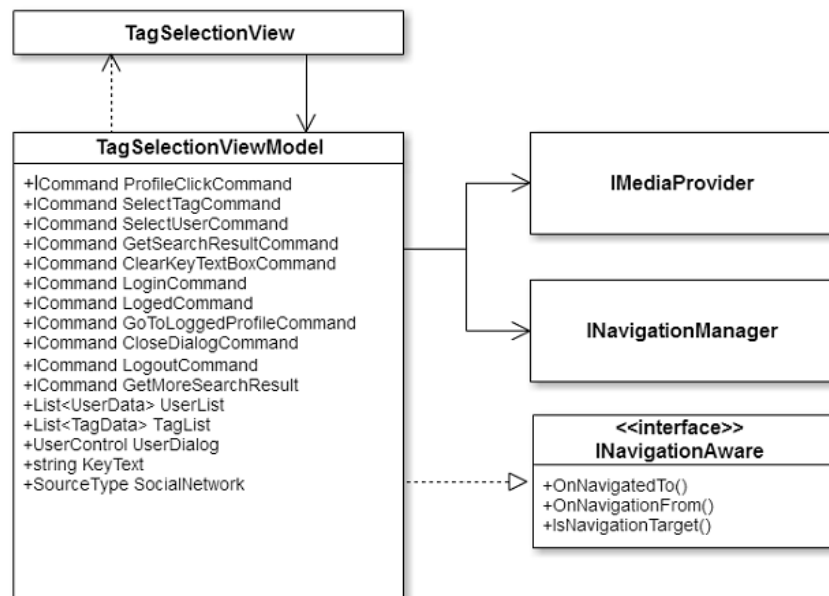 TagSelectionView
TagSelectionViewModel
+ICommand ProfileClickCommand
+ICommand SelectTagCommand
+ICommand SelectUserCommand
+ICommand GetSearchResultCommand
+ICommand ClearKeyTextBoxCommand
+ICommand LoginCommand
+ICommand LogedCommand
+ICommand GoToLoggedProfileCommand
+ICommand CloseDialogCommand
+ICommand LogoutCommand
+ICommand GetMoreSearchResult
+List<UserData> UserList
+List<TagData> TagList
+UserControl UserDialog
+string KeyText
+SourceType SocialNetwork
IMediaProvider
INavigationManager
<<interface>>
INavigationAware
+OnNavigatedTo()
+OnNavigationFrom()
+IsNavigationTarget()